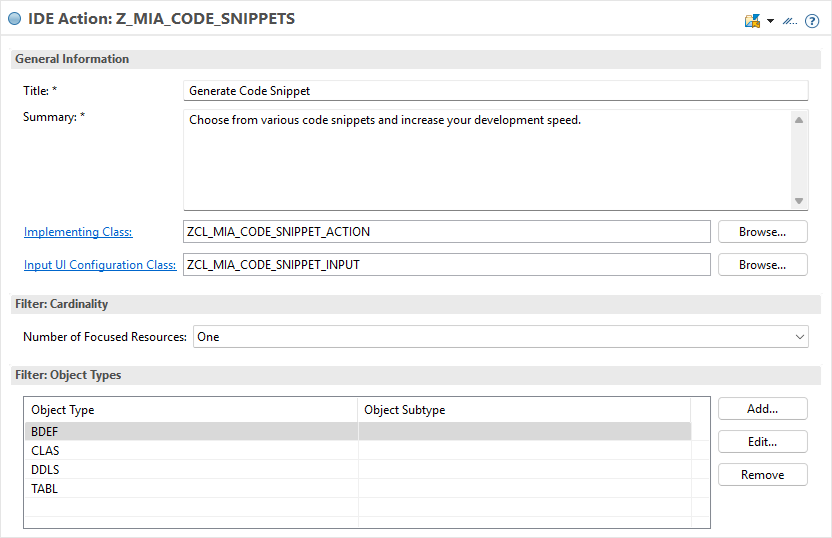 IDE Action: Z_MIA_CODE_SNIPPETS
General Information
Title: *
Generate Code Snippet
Summary: *
Choose from various code snippets and increase your development speed.
Implementing Class:
ZCL_MIA_CODE_SNIPPET_ACTION
Browse...
Input UI Configuration Class:
ZCL_MIA_CODE_SNIPPET_INPUT
Browse...
Filter: Cardinality
Number of Focused Resources:
One
Filter: Object Types
Object Type
Object Subtype
Add...
BDEF
Edit...
CLAS
DDLS
Remove
TABL